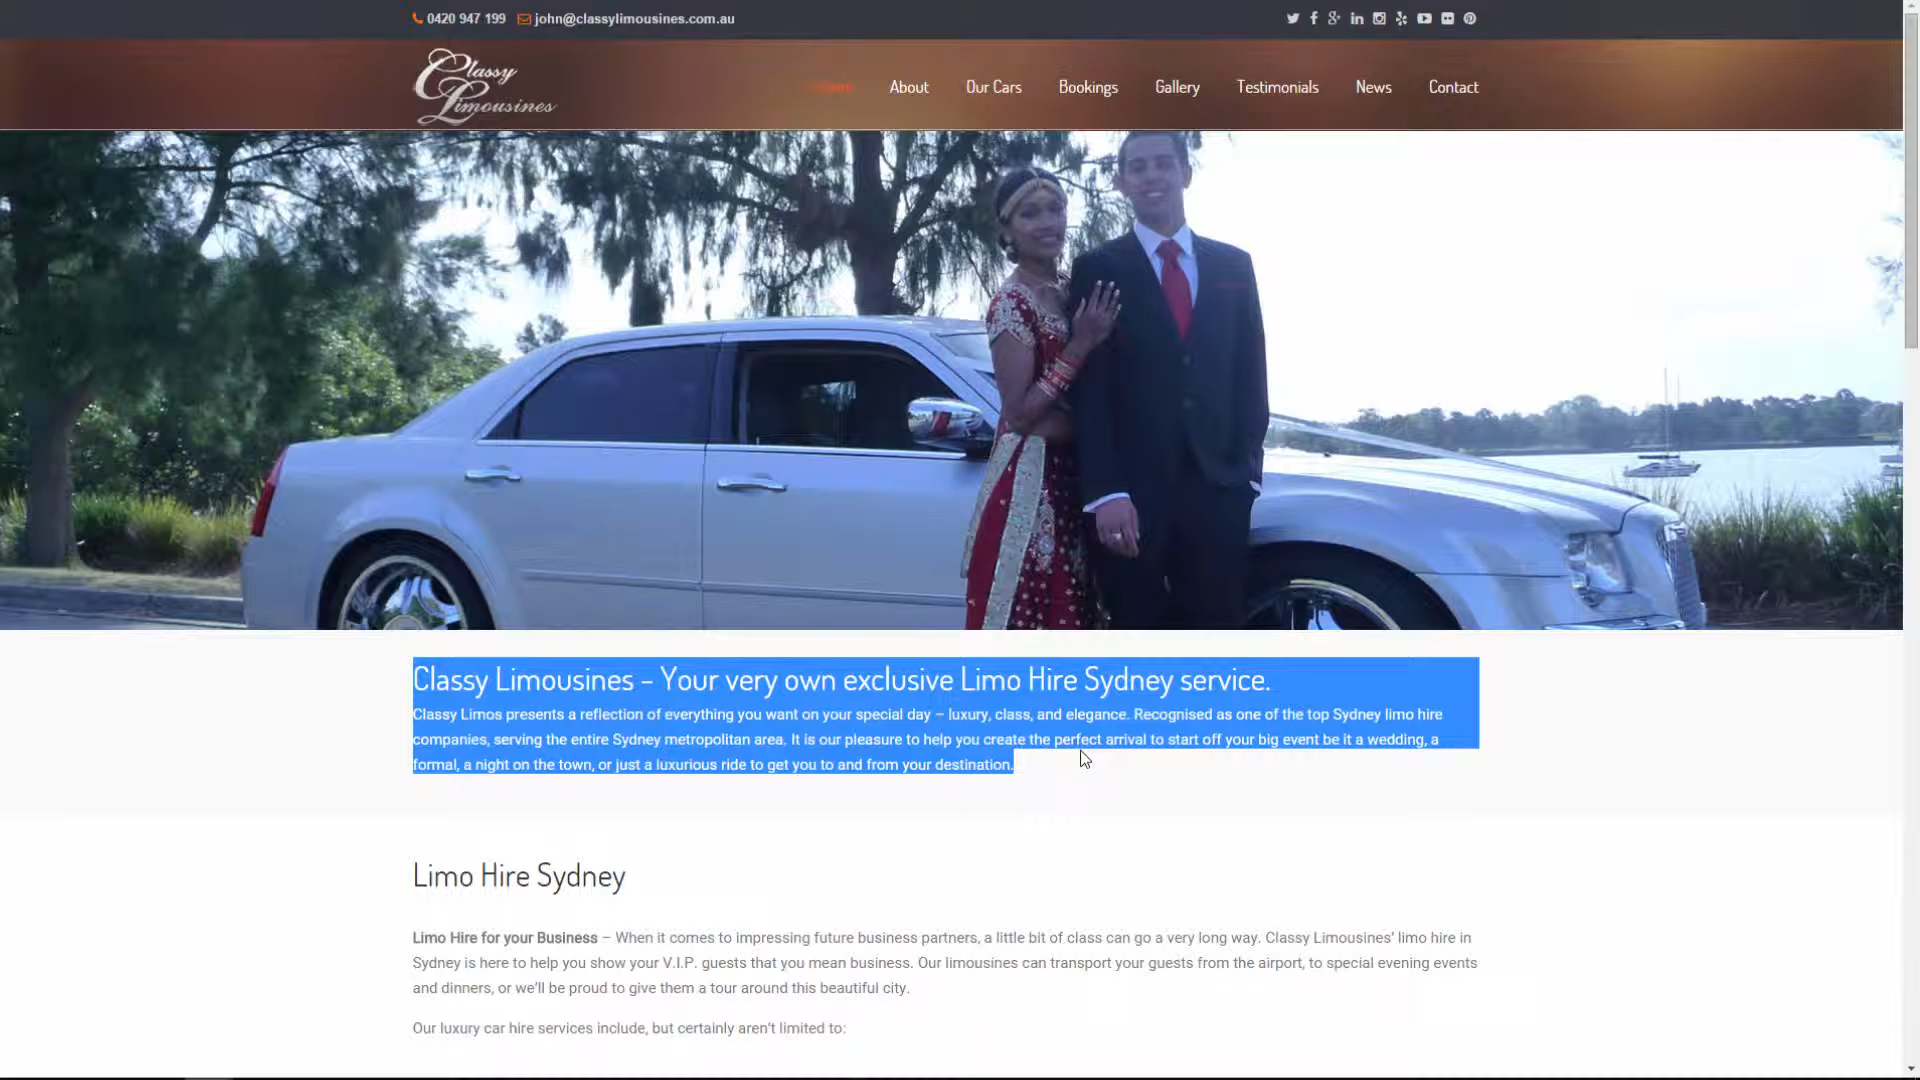 0420 947 199 john@classylimousines.com.au
Classy Limousines
About Our Cars Bookings Gallery Testimonials News Contact
Classy Limousines – Your very own exclusive Limo Hire Sydney service.
Classy Limos presents a reflection of everything you want on your special day – luxury, class, and elegance. Recognised as one of the top Sydney limo hire
companies, serving the entire Sydney metropolitan area. It is our pleasure to help you create the perfect arrival to start off your big event be it a wedding, a
formal, a night on the town, or just a luxurious ride to get you to and from your destination.
Limo Hire Sydney
Limo Hire for your Business – When it comes to impressing future business partners, a little bit of class can go a very long way. Classy Limousines’ limo hire in
Sydney is here to help you show your V.I.P. guests that you mean business. Our limousines can transport your guests from the airport, to special evening events
and dinners, or we’ll be proud to give them a tour around this beautiful city.
Our luxury car hire services include, but certainly aren’t limited to: